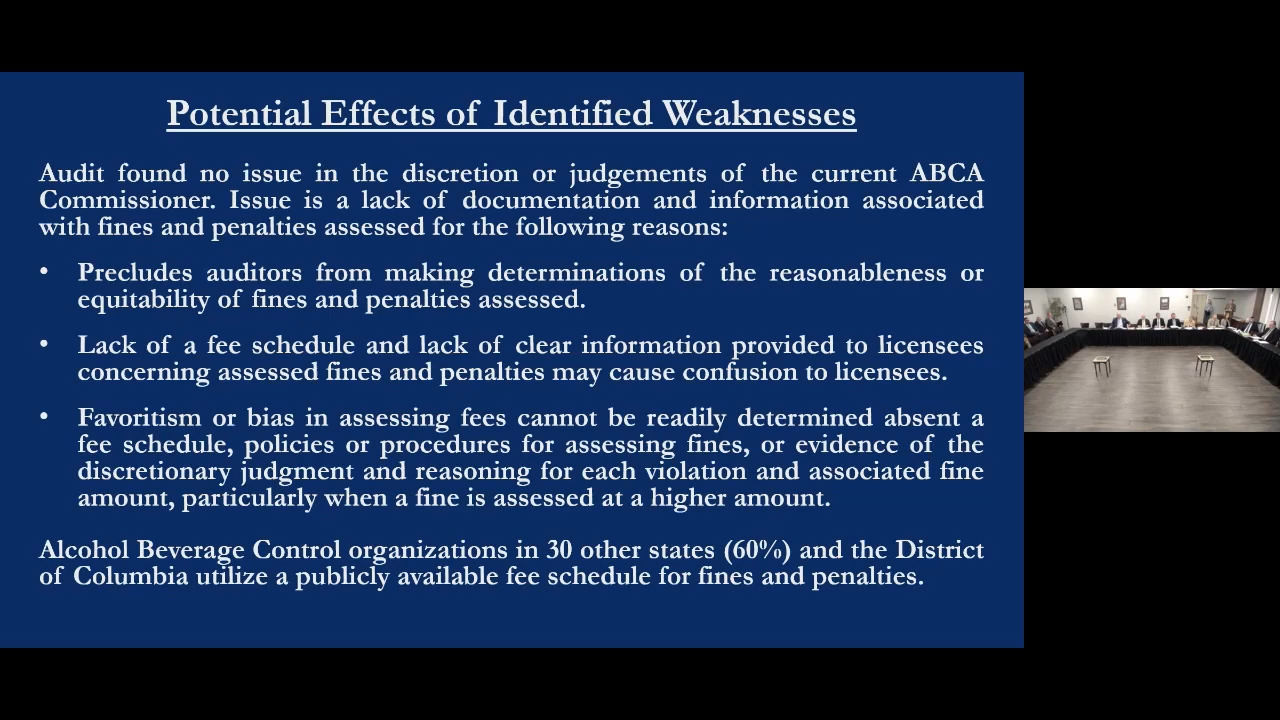 Potential Effects of Identified Weaknesses
Audit found no issue in the discretion or judgements of the current ABCA
Commissioner. Issue is a lack of documentation and information associated
with fines and penalties assessed for the following reasons:
• Precludes auditors from making determinations of the reasonableness or
equitability of fines and penalties assessed.
• Lack of a fee schedule and lack of clear information provided to licensees
concerning assessed fines and penalties may cause confusion to licensees.
• Favoritism or bias in assessing fees cannot be readily determined absent a
fee schedule, policies or procedures for assessing fines, or evidence of the
discretionary judgment and reasoning for each violation and associated fine
amount, particularly when a fine is assessed at a higher amount.
Alcohol Beverage Control organizations in 30 other states (60%) and the District
of Columbia utilize a publicly available fee schedule for fines and penalties.